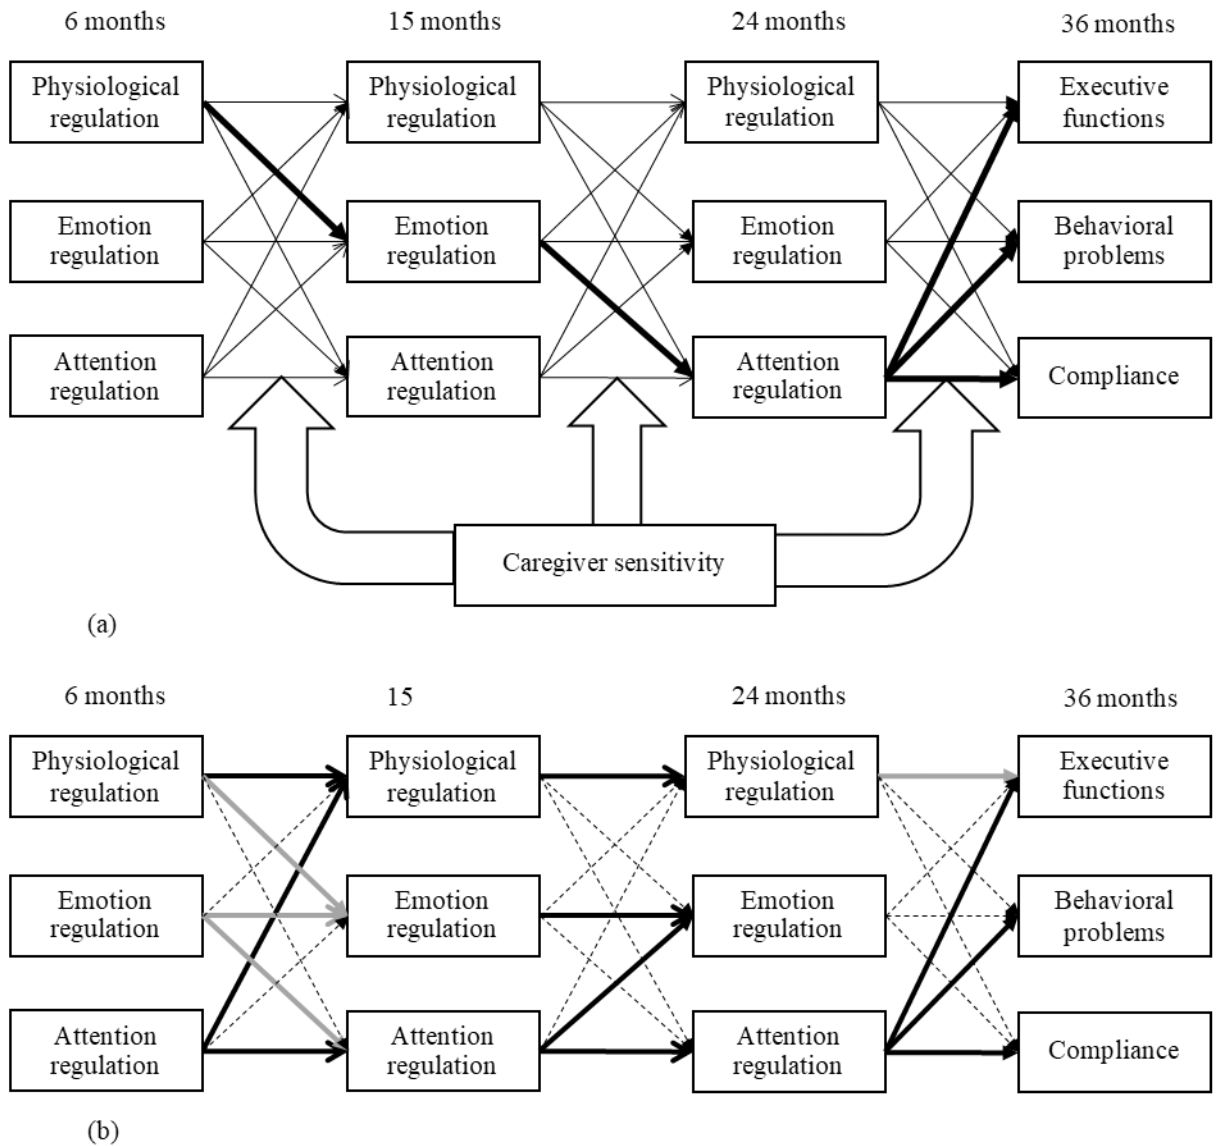 6 months
15 months
24 months
36 months
Physiological
regulation
Physiological
regulation
Physiological
regulation
Executive
functions
Emotion
regulation
Emotion
regulation
Emotion
regulation
Behavioral
problems
Attention
regulation
Attention
regulation
Attention
regulation
Compliance
Caregiver sensitivity
(a)
6 months
15
24 months
36 months
Physiological
regulation
Physiological
regulation
Physiological
regulation
Executive
functions
Emotion
regulation
Emotion
regulation
Emotion
regulation
Behavioral
problems
Attention
regulation
Attention
regulation
Attention
regulation
Compliance
(b)